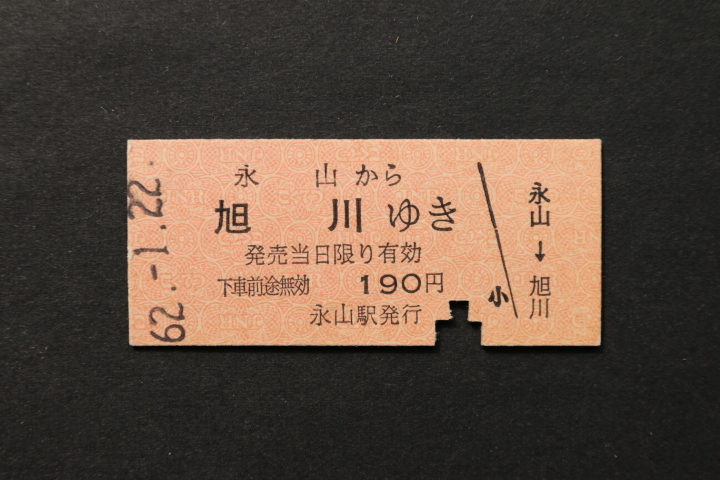 62.-1.22.
永山から
旭川ゆき
発売当日限り有効
下車前途無効 190円
永山駅発行
小
永山→旭川